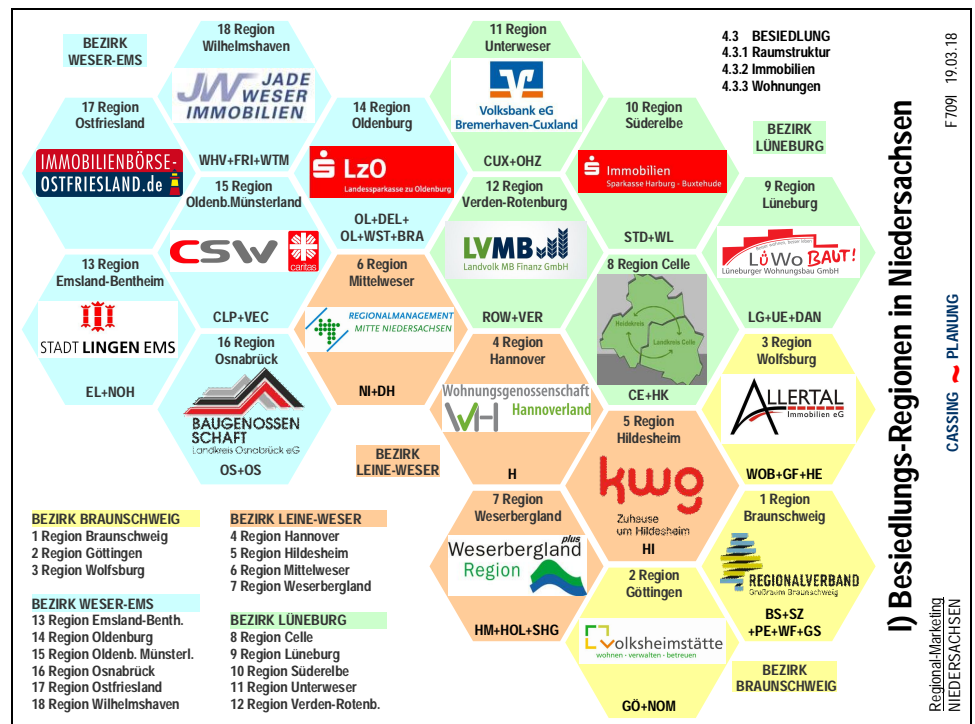 BEZIRK
WESER-EMS
18 Region
Wilhelmshaven
JW JADE
WESER
IMMOBILIEN
WHV+FRI+WTM
11 Region
Unterweser
Volksbank eG
Bremerhaven-Cuxland
CUX+OHZ
4.3 BESIEDLUNG
4.3.1 Raumstruktur
4.3.2 Immobilien
4.3.3 Wohnungen
17 Region
Ostfriesland
IMMOBILIENBÖRSE-
OSTFRIESLAND.de
14 Region
Oldenburg
LzO
Landessparkasse zu Oldenburg
OL+DEL+
OL+WST+BRA
10 Region
Süderelbe
Immobilien
Sparkasse Harburg - Buxtehude
STD+WL
BEZIRK
LÜNEBURG
15 Region
Oldenb.Münsterland
CSW
caritas
CLP+VEC
12 Region
Verden-Rotenburg
LVMB
Landvolk MB Finanz GmbH
ROW+VER
9 Region
Lüneburg
LüWo BAUT!
Lüneburger Wohnungsbau GmbH
LG+UE+DAN
13 Region
Emsland-Bentheim
STADT LINGEN EMS
EL+NOH
6 Region
Mittelweser
REGIONALMANAGEMENT
MITTE NIEDERSACHSEN
NI+DH
8 Region Celle
Heidekreis
Landkreis Celle
CE+HK
16 Region
Osnabrück
BAUGENOSSEN
SCHAFT
Landkreis Osnabrück eG
OS+OS
4 Region
Hannover
Wohnungsgenossenschaft
WH Hannoverland
H
3 Region
Wolfsburg
ALLERTAL
Immobilien eG
WOB+GF+HE
BEZIRK
LEINE-WESER
5 Region
Hildesheim
kwg
Zuhause
um Hildesheim
HI
7 Region
Weserbergland
plus
Weserbergland
Region
HM+HOL+SHG
1 Region
Braunschweig
REGIONALVERBAND
Großraum Braunschweig
BS+SZ
+PE+WF+GS
2 Region
Göttingen
Volksheimstätte
wohnen - verwalten - betreuen
GÖ+NOM
BEZIRK
BRAUNSCHWEIG
BEZIRK BRAUNSCHWEIG
1 Region Braunschweig
2 Region Göttingen
3 Region Wolfsburg
BEZIRK WESER-EMS
13 Region Emsland-Benth.
14 Region Oldenburg
15 Region Oldenb. Münsterl.
16 Region Osnabrück
17 Region Ostfriesland
18 Region Wilhelmshaven
BEZIRK LEINE-WESER
4 Region Hannover
5 Region Hildesheim
6 Region Mittelweser
7 Region Weserbergland
BEZIRK LÜNEBURG
8 Region Celle
9 Region Lüneburg
10 Region Süderelbe
11 Region Unterweser
12 Region Verden-Rotenb.
I) Besiedlungs-Regionen in Niedersachsen
F709I 19.03.18
CASSING ~ PLANUNG
Regional-Marketing
NIEDERSACHSEN